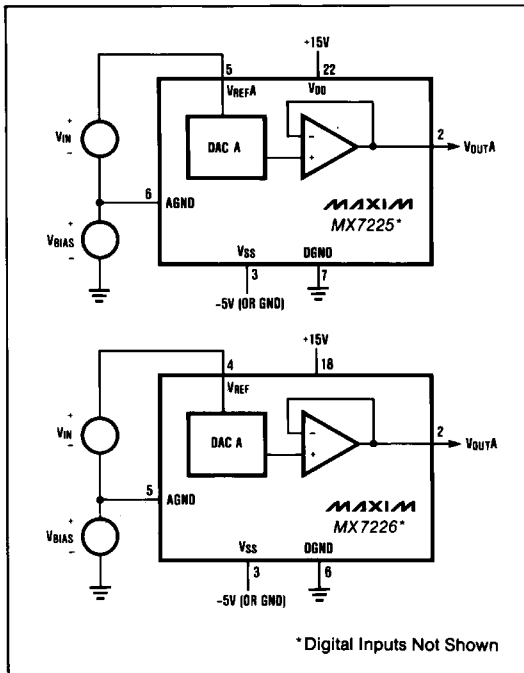 +15V
5
22
VREFA
VDD
VIN
+
−
DAC A
−
+
2
VOUTA
6
AGND
MAXIM
MX7225*
VBIAS
+
−
VSS
DGND
3
7
-5V (OR GND)
+15V
4
18
VREF
VIN
+
−
DAC A
−
+
2
VOUTA
5
AGND
MAXIM
MX7226*
VBIAS
+
−
VSS
DGND
3
6
-5V (OR GND)
*Digital Inputs Not Shown